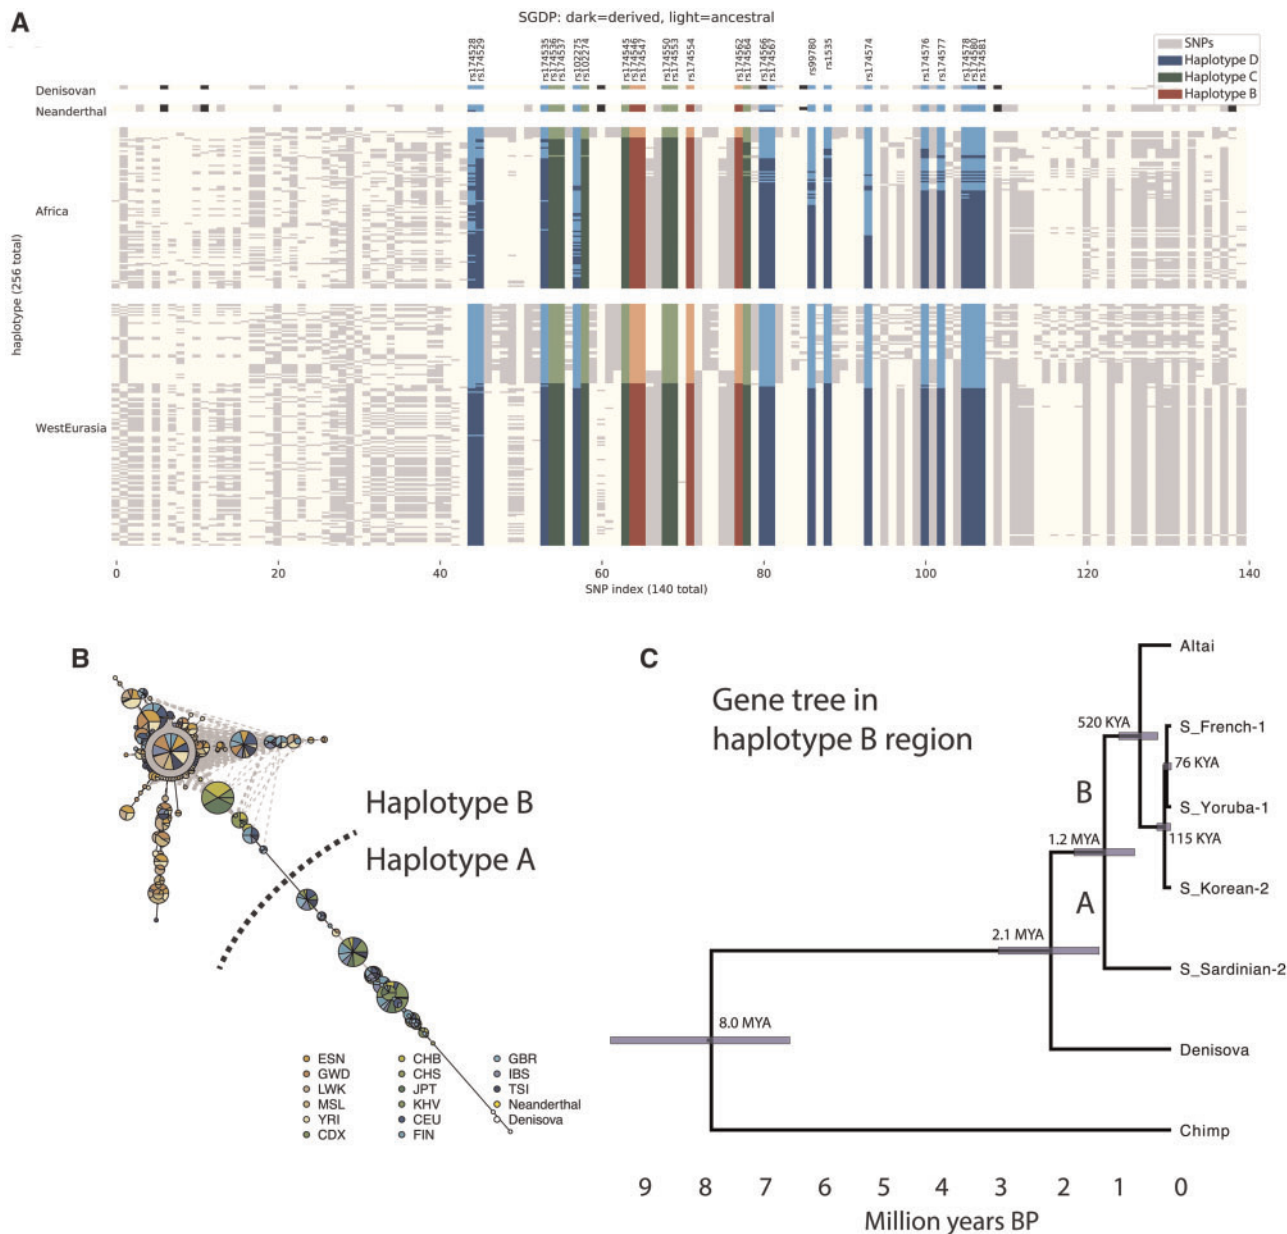 A
SGDP: dark=derived, light=ancestral
rs174528
rs174529
rs174535
rs174536
rs174537
rs102275
rs102274
rs174545
rs174546
rs174547
rs174550
rs174553
rs174554
rs174562
rs174564
rs174566
rs174567
rs99780
rs1535
rs174574
rs174576
rs174577
rs174578
rs174580
rs174581
SNPs
Haplotype D
Haplotype C
Haplotype B
Denisovan
Neanderthal
Africa
WestEurasia
haplotype (256 total)
0 20 40 60 80 100 120 140
SNP index (140 total)
B
Haplotype B
Haplotype A
ESN CHB GBR
GWD CHS IBS
LWK JPT TSI
MSL KHV Neanderthal
YRI CEU Denisova
CDX FIN
C
Gene tree in
haplotype B region
Altai
520 KYA
S_French-1
76 KYA
B
S_Yoruba-1
1.2 MYA
115 KYA
A
S_Korean-2
2.1 MYA
S_Sardinian-2
8.0 MYA
Denisova
Chimp
9 8 7 6 5 4 3 2 1 0
Million years BP